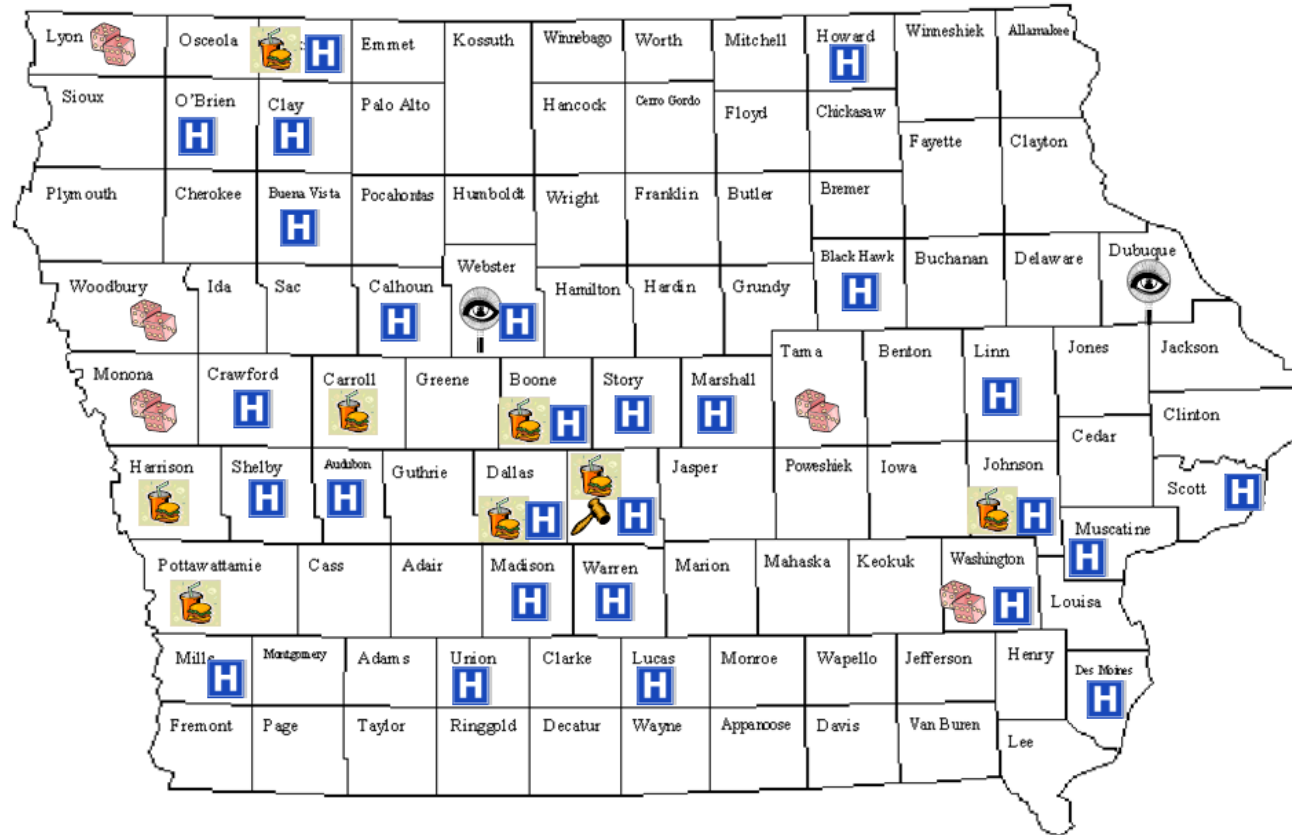 Lyon
Osceola
H
Emmet
Kossuth
Winnebago
Worth
Mitchell
Howard
H
Winneshiek
Allamakee
Sioux
O'Brien
H
Clay
H
Palo Alto
Hancock
Cerro Gordo
Floyd
Chickasaw
Fayette
Clayton
Plymouth
Cherokee
Buena Vista
H
Pocahontas
Humboldt
Wright
Franklin
Butler
Bremer
Woodbury
Ida
Sac
Calhoun
H
Webster
H
Hamilton
Hardin
Grundy
Black Hawk
H
Buchanan
Delaware
Dubuque
Monona
Crawford
H
Carroll
Greene
Boone
H
Story
H
Marshall
H
Tama
Benton
Linn
H
Jones
Jackson
Clinton
Cedar
Harrison
Shelby
H
Audubon
H
Guthrie
Dallas
H
H
Jasper
Poweshiek
Iowa
Johnson
H
Scott
H
Muscatine
H
Pottawattamie
Cass
Adair
Madison
H
Warren
H
Marion
Mahaska
Keokuk
Washington
H
Louisa
Mills
H
Montgomery
Adams
Union
H
Clarke
Lucas
H
Monroe
Wapello
Jefferson
Henry
Des Moines
H
Fremont
Page
Taylor
Ringgold
Decatur
Wayne
Appanoose
Davis
Van Buren
Lee